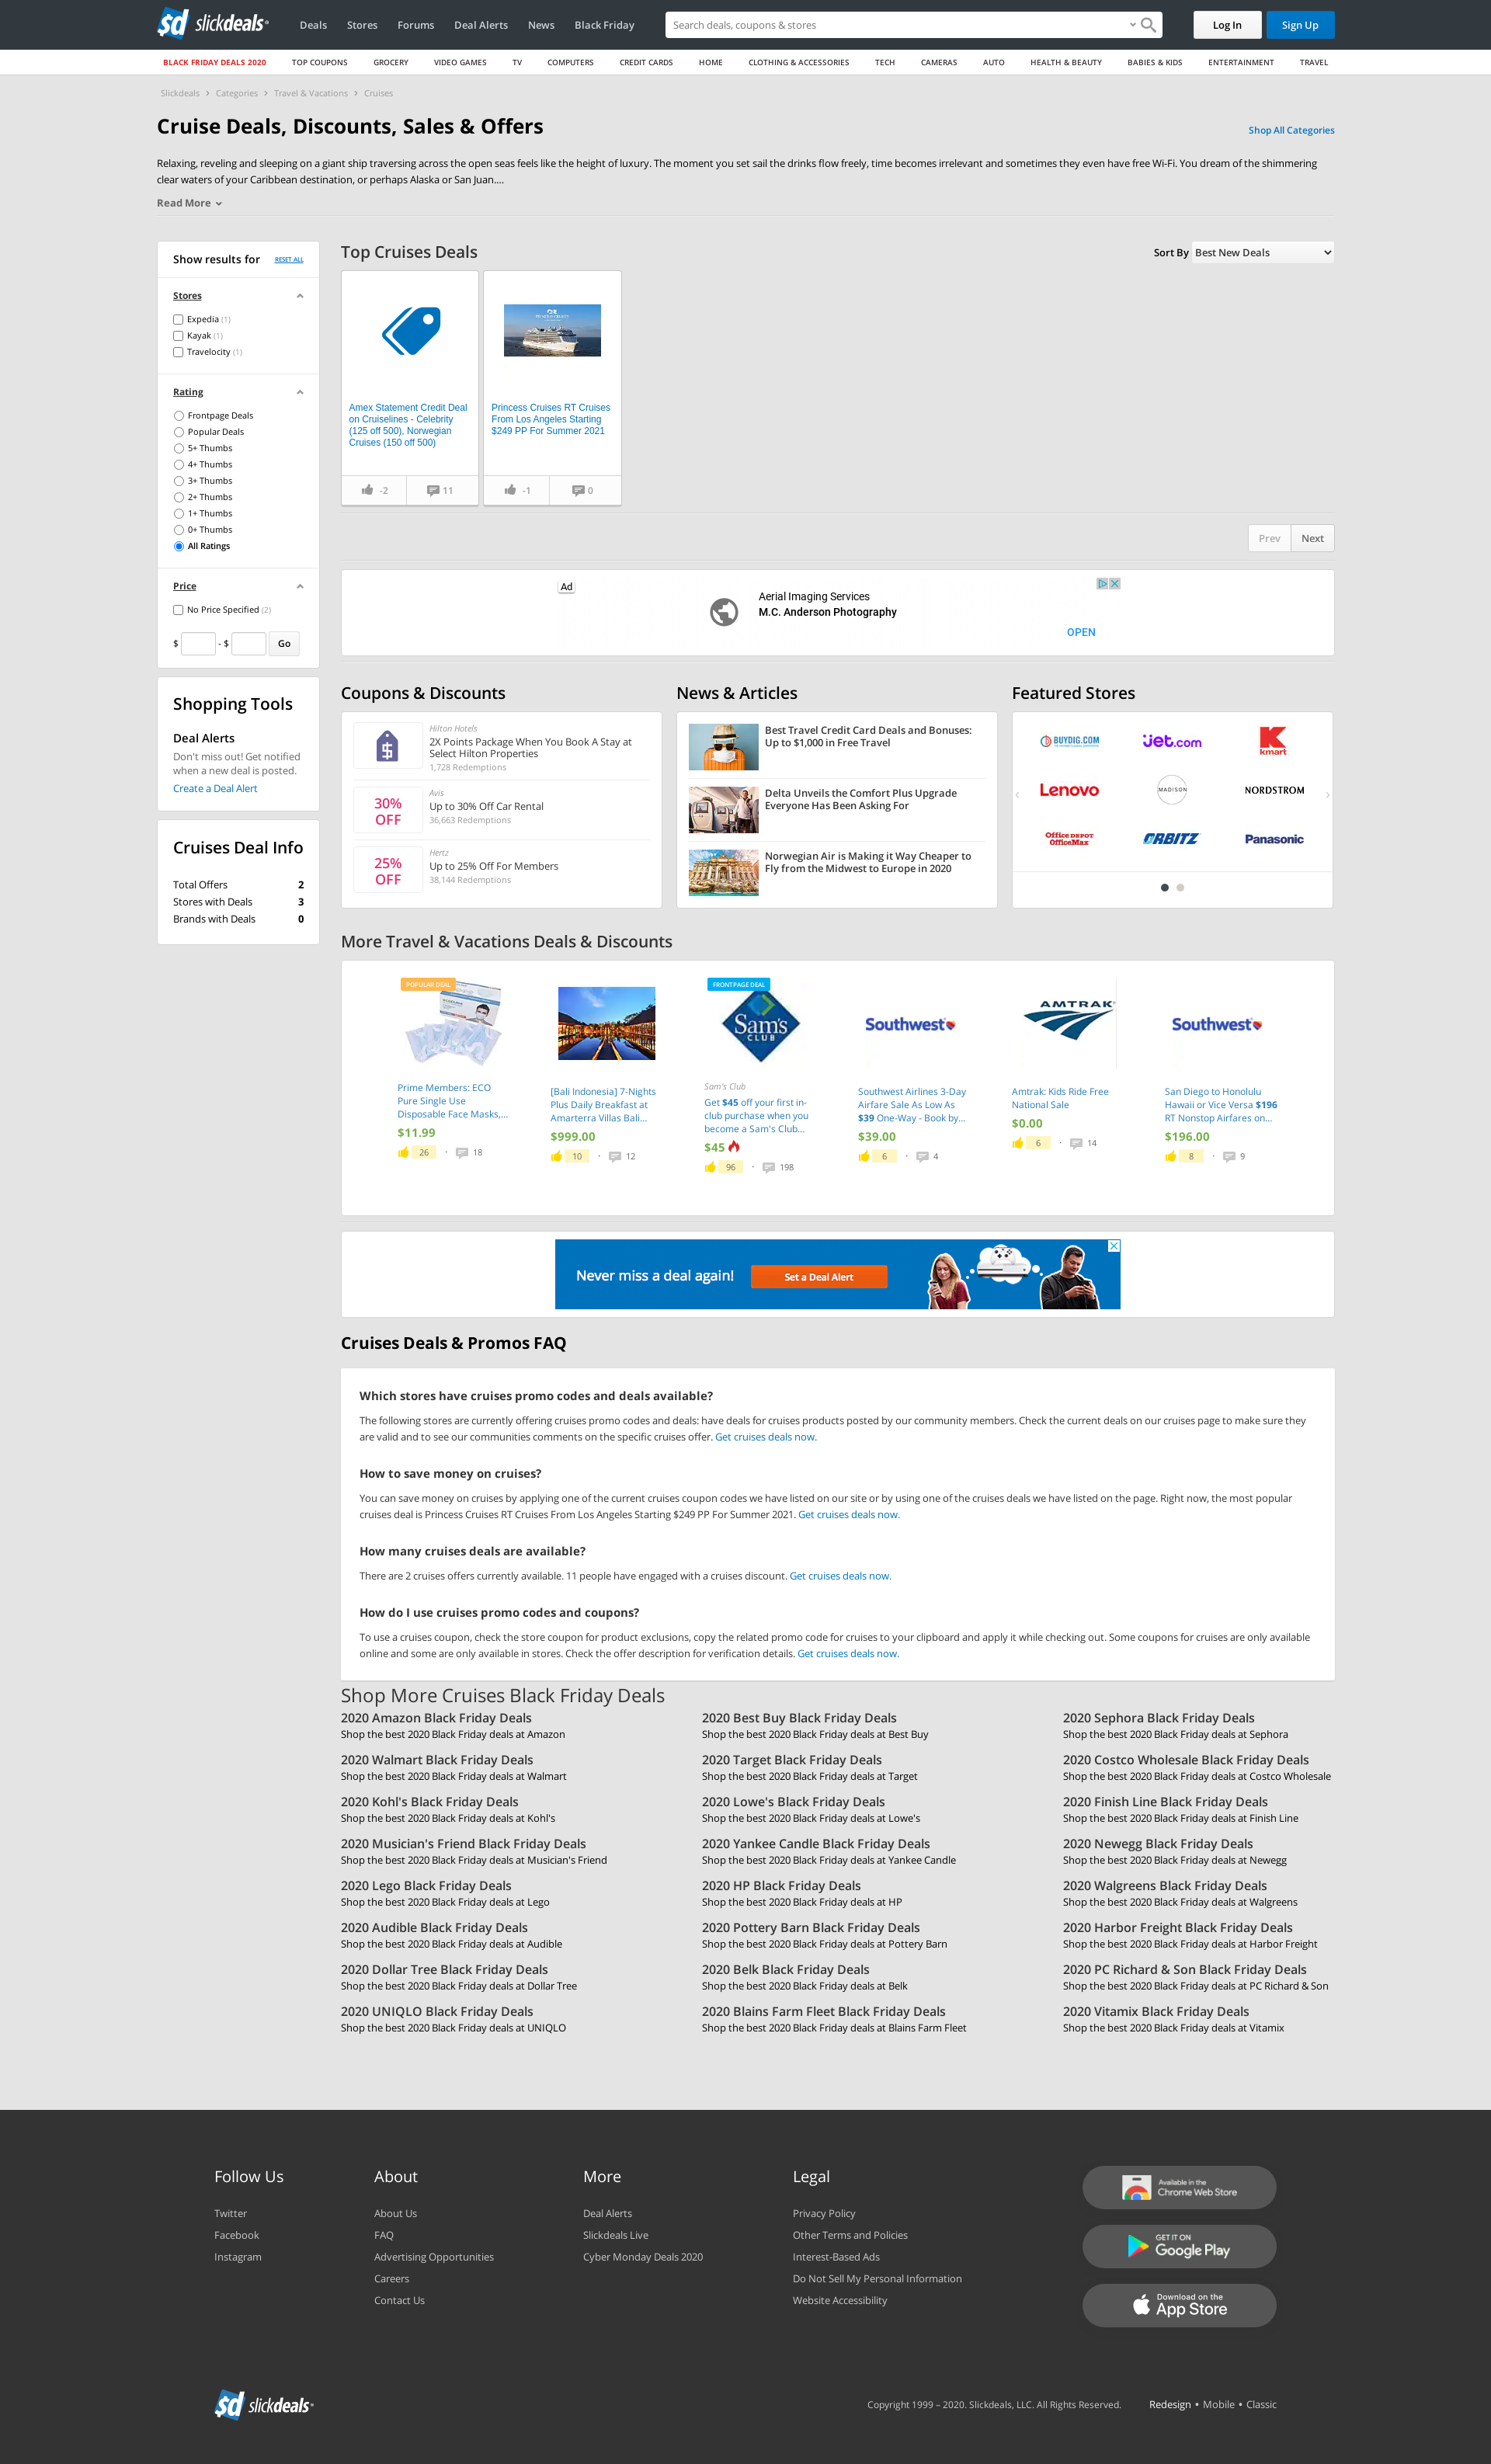 sd slickdeals
Deals Stores Forums Deal Alerts News Black Friday
Search deals, coupons & stores
Log In Sign Up
BLACK FRIDAY DEALS 2020 TOP COUPONS GROCERY VIDEO GAMES TV COMPUTERS CREDIT CARDS HOME CLOTHING & ACCESSORIES TECH CAMERAS AUTO HEALTH & BEAUTY BABIES & KIDS ENTERTAINMENT TRAVEL
Slickdeals › Categories › Travel & Vacations › Cruises
Cruise Deals, Discounts, Sales & Offers
Shop All Categories
Relaxing, reveling and sleeping on a giant ship traversing across the open seas feels like the height of luxury. The moment you set sail the drinks flow freely, time becomes irrelevant and sometimes they even have free Wi-Fi. You dream of the shimmering
clear waters of your Caribbean destination, or perhaps Alaska or San Juan....
Read More
Show results for RESET ALL
Stores
Expedia (1)
Kayak (1)
Travelocity (1)
Rating
Frontpage Deals
Popular Deals
5+ Thumbs
4+ Thumbs
3+ Thumbs
2+ Thumbs
1+ Thumbs
0+ Thumbs
All Ratings
Price
No Price Specified (2)
$ - $ Go
Shopping Tools
Deal Alerts
Don't miss out! Get notified
when a new deal is posted.
Create a Deal Alert
Cruises Deal Info
Total Offers 2
Stores with Deals 3
Brands with Deals 0
Top Cruises Deals
Sort By Best New Deals
Amex Statement Credit Deal
on Cruiselines - Celebrity
(125 off 500), Norwegian
Cruises (150 off 500)
-2 11
Princess Cruises RT Cruises
From Los Angeles Starting
$249 PP For Summer 2021
-1 0
Prev Next
Ad
Aerial Imaging Services
M.C. Anderson Photography
OPEN
Coupons & Discounts
Hilton Hotels
2X Points Package When You Book A Stay at
Select Hilton Properties
1,728 Redemptions
30%
OFF
Avis
Up to 30% Off Car Rental
36,663 Redemptions
25%
OFF
Hertz
Up to 25% Off For Members
38,144 Redemptions
News & Articles
Best Travel Credit Card Deals and Bonuses:
Up to $1,000 in Free Travel
Delta Unveils the Comfort Plus Upgrade
Everyone Has Been Asking For
Norwegian Air is Making it Way Cheaper to
Fly from the Midwest to Europe in 2020
Featured Stores
BUYDIG.COM jet.com kmart
Lenovo MADISON NORDSTROM
Office DEPOT
OfficeMax
ORBITZ Panasonic
More Travel & Vacations Deals & Discounts
POPULAR DEAL
Prime Members: ECO
Pure Single Use
Disposable Face Masks,...
$11.99
26 · 18
[Bali Indonesia] 7-Nights
Plus Daily Breakfast at
Amarterra Villas Bali...
$999.00
10 · 12
FRONTPAGE DEAL
Sam's
CLUB
Sam's Club
Get $45 off your first in-
club purchase when you
become a Sam's Club...
$45
96 · 198
Southwest
Southwest Airlines 3-Day
Airfare Sale As Low As
$39 One-Way - Book by...
$39.00
6 · 4
AMTRAK
Amtrak: Kids Ride Free
National Sale
$0.00
6 · 14
Southwest
San Diego to Honolulu
Hawaii or Vice Versa $196
RT Nonstop Airfares on...
$196.00
8 · 9
Never miss a deal again! Set a Deal Alert
Cruises Deals & Promos FAQ
Which stores have cruises promo codes and deals available?
The following stores are currently offering cruises promo codes and deals: have deals for cruises products posted by our community members. Check the current deals on our cruises page to make sure they
are valid and to see our communities comments on the specific cruises offer. Get cruises deals now.
How to save money on cruises?
You can save money on cruises by applying one of the current cruises coupon codes we have listed on our site or by using one of the cruises deals we have listed on the page. Right now, the most popular
cruises deal is Princess Cruises RT Cruises From Los Angeles Starting $249 PP For Summer 2021. Get cruises deals now.
How many cruises deals are available?
There are 2 cruises offers currently available. 11 people have engaged with a cruises discount. Get cruises deals now.
How do I use cruises promo codes and coupons?
To use a cruises coupon, check the store coupon for product exclusions, copy the related promo code for cruises to your clipboard and apply it while checking out. Some coupons for cruises are only available
online and some are only available in stores. Check the offer description for verification details. Get cruises deals now.
Shop More Cruises Black Friday Deals
2020 Amazon Black Friday Deals 2020 Best Buy Black Friday Deals 2020 Sephora Black Friday Deals
Shop the best 2020 Black Friday deals at Amazon Shop the best 2020 Black Friday deals at Best Buy Shop the best 2020 Black Friday deals at Sephora
2020 Walmart Black Friday Deals 2020 Target Black Friday Deals 2020 Costco Wholesale Black Friday Deals
Shop the best 2020 Black Friday deals at Walmart Shop the best 2020 Black Friday deals at Target Shop the best 2020 Black Friday deals at Costco Wholesale
2020 Kohl's Black Friday Deals 2020 Lowe's Black Friday Deals 2020 Finish Line Black Friday Deals
Shop the best 2020 Black Friday deals at Kohl's Shop the best 2020 Black Friday deals at Lowe's Shop the best 2020 Black Friday deals at Finish Line
2020 Musician's Friend Black Friday Deals 2020 Yankee Candle Black Friday Deals 2020 Newegg Black Friday Deals
Shop the best 2020 Black Friday deals at Musician's Friend Shop the best 2020 Black Friday deals at Yankee Candle Shop the best 2020 Black Friday deals at Newegg
2020 Lego Black Friday Deals 2020 HP Black Friday Deals 2020 Walgreens Black Friday Deals
Shop the best 2020 Black Friday deals at Lego Shop the best 2020 Black Friday deals at HP Shop the best 2020 Black Friday deals at Walgreens
2020 Audible Black Friday Deals 2020 Pottery Barn Black Friday Deals 2020 Harbor Freight Black Friday Deals
Shop the best 2020 Black Friday deals at Audible Shop the best 2020 Black Friday deals at Pottery Barn Shop the best 2020 Black Friday deals at Harbor Freight
2020 Dollar Tree Black Friday Deals 2020 Belk Black Friday Deals 2020 PC Richard & Son Black Friday Deals
Shop the best 2020 Black Friday deals at Dollar Tree Shop the best 2020 Black Friday deals at Belk Shop the best 2020 Black Friday deals at PC Richard & Son
2020 UNIQLO Black Friday Deals 2020 Blains Farm Fleet Black Friday Deals 2020 Vitamix Black Friday Deals
Shop the best 2020 Black Friday deals at UNIQLO Shop the best 2020 Black Friday deals at Blains Farm Fleet Shop the best 2020 Black Friday deals at Vitamix
Follow Us
Twitter
Facebook
Instagram
About
About Us
FAQ
Advertising Opportunities
Careers
Contact Us
More
Deal Alerts
Slickdeals Live
Cyber Monday Deals 2020
Legal
Privacy Policy
Other Terms and Policies
Interest-Based Ads
Do Not Sell My Personal Information
Website Accessibility
Available in the
Chrome Web Store
GET IT ON
Google Play
Download on the
App Store
sd slickdeals
Copyright 1999 – 2020. Slickdeals, LLC. All Rights Reserved. Redesign • Mobile • Classic